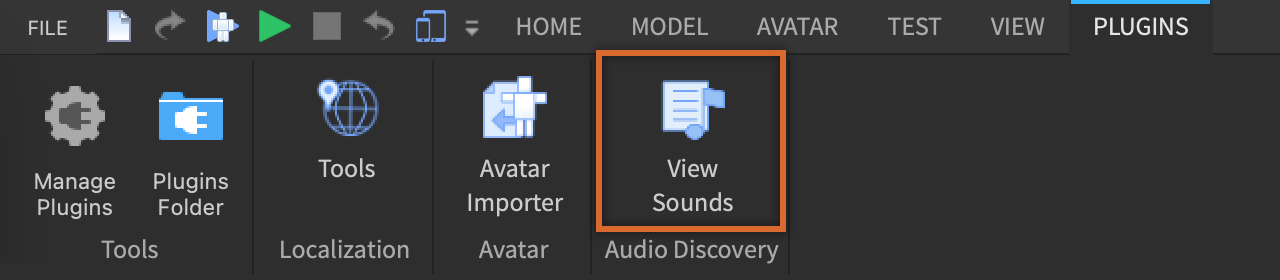 FILE HOME MODEL AVATAR TEST VIEW PLUGINS
Manage
Plugins
Plugins
Folder
Tools
Tools
Localization
Avatar
Importer
Avatar
View
Sounds
Audio Discovery